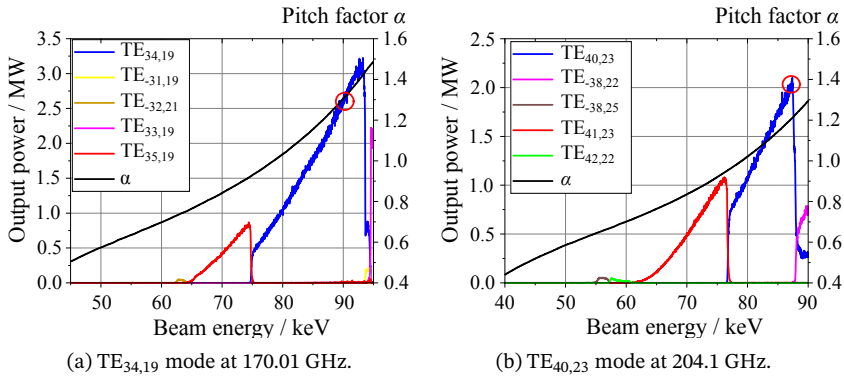 Pitch factor α
Output power / MW
3.5
3.0
2.5
2.0
1.5
1.0
0.5
0.0
TE34,19
TE-31,19
TE-32,21
TE33,19
TE35,19
α
1.6
1.4
1.2
1.0
0.8
0.6
0.4
50 60 70 80 90
Beam energy / keV
(a) TE34,19 mode at 170.01 GHz.
Pitch factor α
Output power / MW
2.5
2.0
1.5
1.0
0.5
0.0
TE40,23
TE-38,22
TE-38,25
TE41,23
TE42,22
α
1.6
1.4
1.2
1.0
0.8
0.6
0.4
40 50 60 70 80 90
Beam energy / keV
(b) TE40,23 mode at 204.1 GHz.